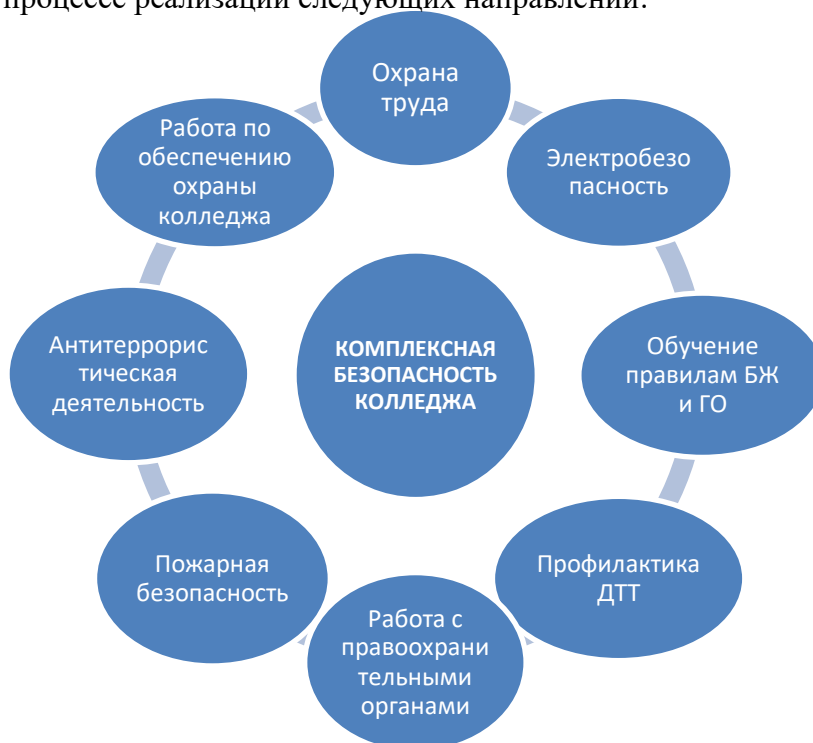 процессе реализации следующих направлений:
Охрана
труда
Электробезо
пасность
Обучение
правилам БЖ
и ГО
Профилактика
ДТТ
Работа с
правоохрани
тельными
органами
Пожарная
безопасность
Антитеррорис
тическая
деятельность
Работа по
обеспечению
охраны
колледжа
КОМПЛЕКСНАЯ
БЕЗОПАСНОСТЬ
КОЛЛЕДЖА